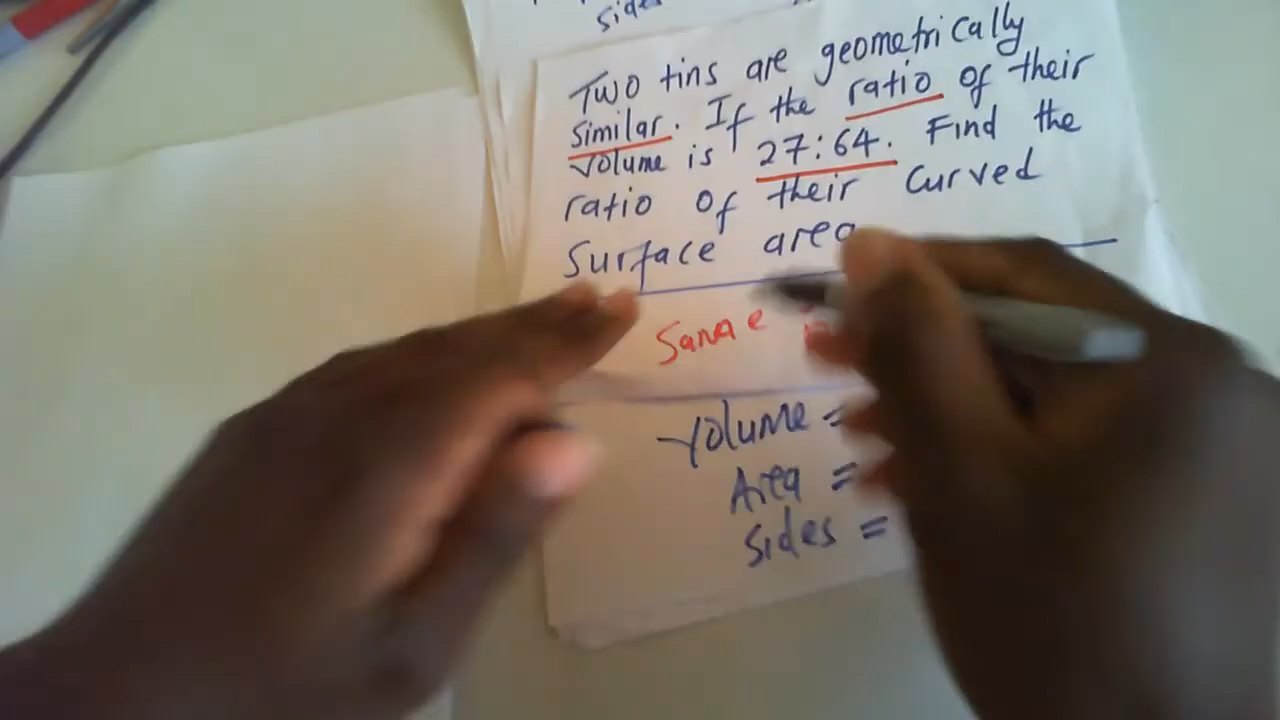 sides
Two tins are geometrically
similar. If the ratio of their
volume is 27:64. Find the
ratio of their curved
surface area
Same
Volume =
Area =
Sides =